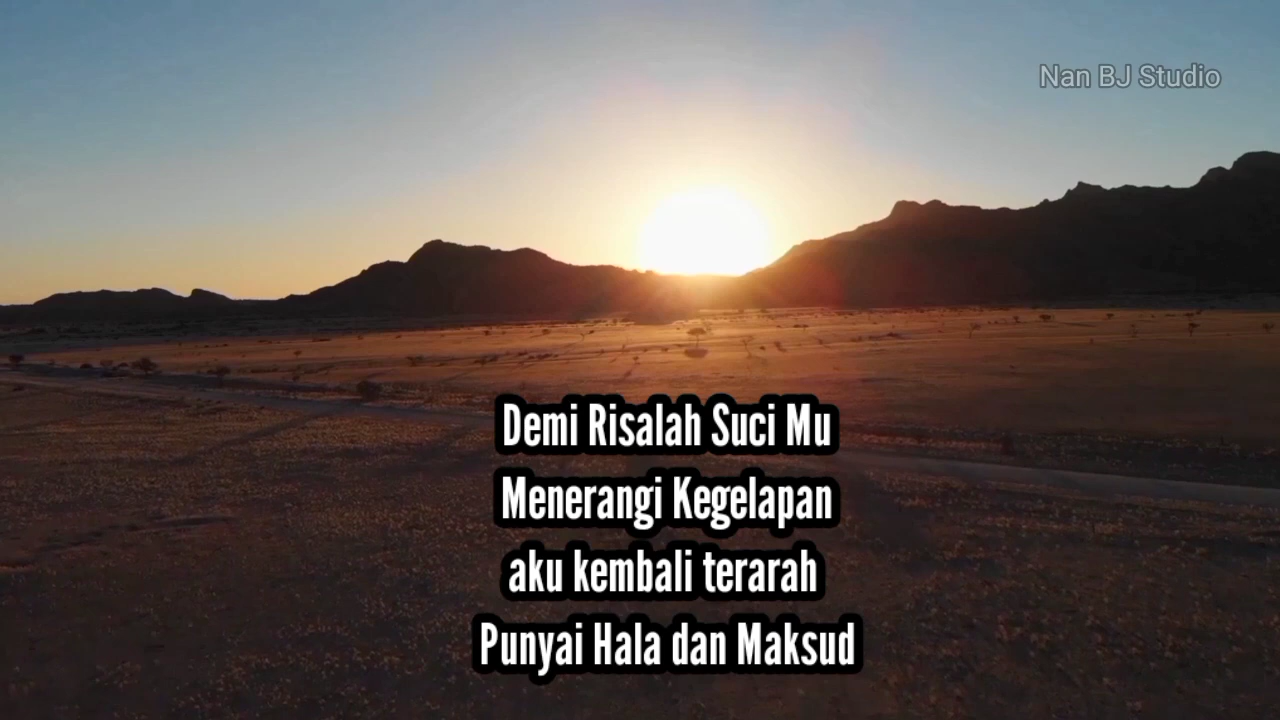 Nan BJ Studio
Demi Risalah Suci Mu
Menerangi Kegelapan
aku kembali terarah
Punyai Hala dan Maksud